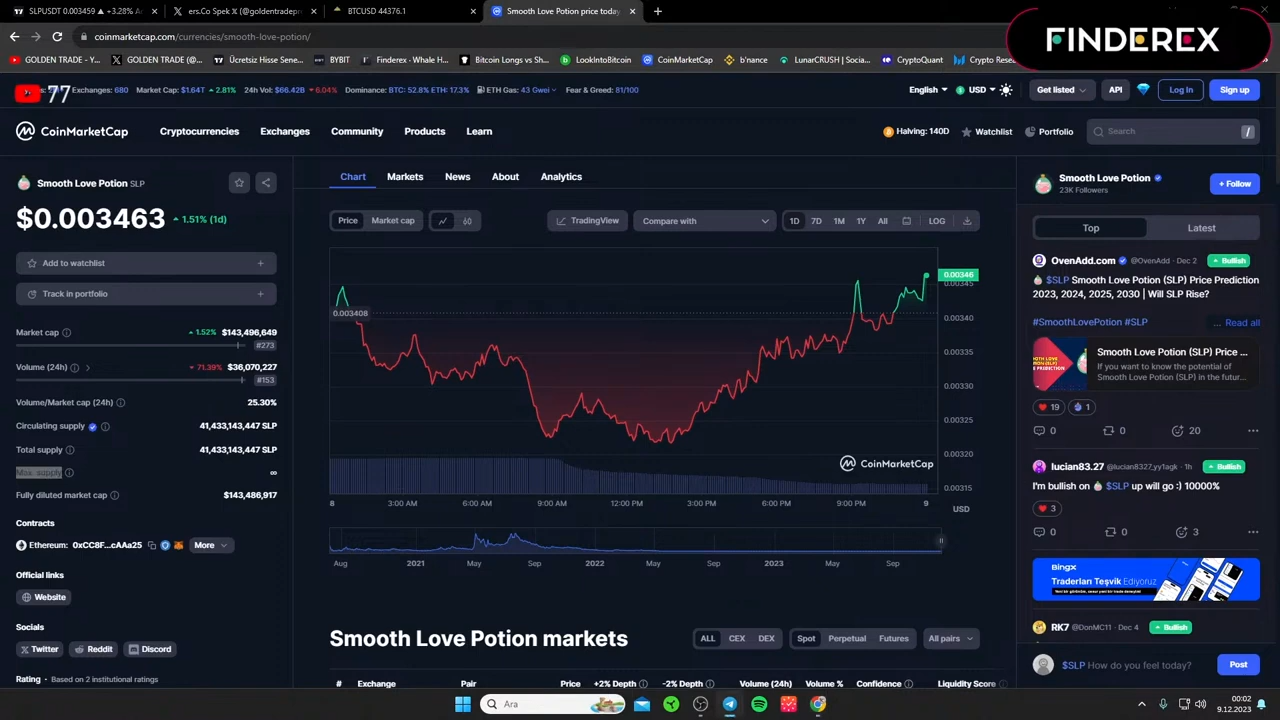 SLPUSDT 0.003459 ▲ +3.28% A
ers.Co Spek X (@goldentradepr
BTCUSD 44376.1
Smooth Love Potion price today
coinmarketcap.com/currencies/smooth-love-potion/
FINDEREX
GOLDEN TRADE - Y...
GOLDEN TRADE (@...
Ücretsiz Hisse Sene...
BYBIT
Finderex - Whale H...
Bitcoin Longs vs Sh...
LookIntoBitcoin
CoinMarketCap
b'nance
LunarCRUSH | Socia...
CryptoQuant
Crypto Resea
77
Exchanges: 680 Market Cap: $1.64T ▲ 2.81% 24h Vol: $66.42B ▼ 6.04% Dominance: BTC: 52.8% ETH: 17.3% ETH Gas: 43 Gwei Fear & Greed: 81/100
English USD Get listed API Log In Sign up
CoinMarketCap Cryptocurrencies Exchanges Community Products Learn Halving: 140D Watchlist Portfolio Search /
Smooth Love Potion SLP
$0.003463 ▲ 1.51% (1d)
Add to watchlist +
Track in portfolio +
Market cap ▲ 1.52% $143,496,649
#273
Volume (24h) ▼ 71.39% $36,070,227
#153
Volume/Market cap (24h) 25.30%
Circulating supply 41,433,143,447 SLP
Total supply 41,433,143,447 SLP
Max. supply ∞
Fully diluted market cap $143,486,917
Contracts
Ethereum: 0xCC8F...cAAa25 More
Official links
Website
Socials
Twitter Reddit Discord
Rating · Based on 2 institutional ratings
Chart Markets News About Analytics
Price Market cap TradingView Compare with 1D 7D 1M 1Y All LOG
0.00346
0.00345
0.003408
0.00340
0.00335
0.00330
0.00325
0.00320
0.00315
CoinMarketCap
8 3:00 AM 6:00 AM 9:00 AM 12:00 PM 3:00 PM 6:00 PM 9:00 PM 9 USD
Aug 2021 May Sep 2022 May Sep 2023 May Sep
Smooth Love Potion markets ALL CEX DEX Spot Perpetual Futures All pairs
# Exchange Pair Price +2% Depth -2% Depth Volume (24h) Volume % Confidence Liquidity Score
Smooth Love Potion
23K Followers
+ Follow
Top Latest
OvenAdd.com @OvenAdd · Dec 2 Bullish
$SLP Smooth Love Potion (SLP) Price Prediction
2023, 2024, 2025, 2030 | Will SLP Rise?
#SmoothLovePotion #SLP ... Read all
Smooth Love Potion (SLP) Price ...
If you want to know the potential of
Smooth Love Potion (SLP) in the futur...
19 1
0 0 20
lucian83.27 @lucian8327_yy1agk · 1h Bullish
I'm bullish on $SLP up will go :) 10000%
3
0 0 3
BingX
Traderları Teşvik Ediyoruz
RK7 @DonMC11 · Dec 4 Bullish
$SLP How do you feel today? Post
Ara
00:02
9.12.2023